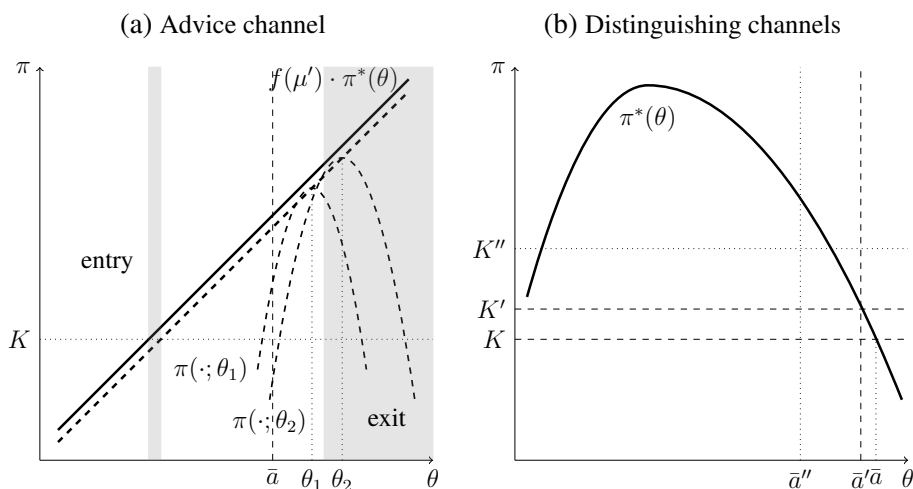 (a) Advice channel
π
f(μ′) · π*(θ)
entry
K
π(·; θ₁)
π(·; θ₂)
exit
ā
θ₁
θ₂
θ
(b) Distinguishing channels
π
π*(θ)
K′′
K′
K
ā′′
ā′
ā
θ